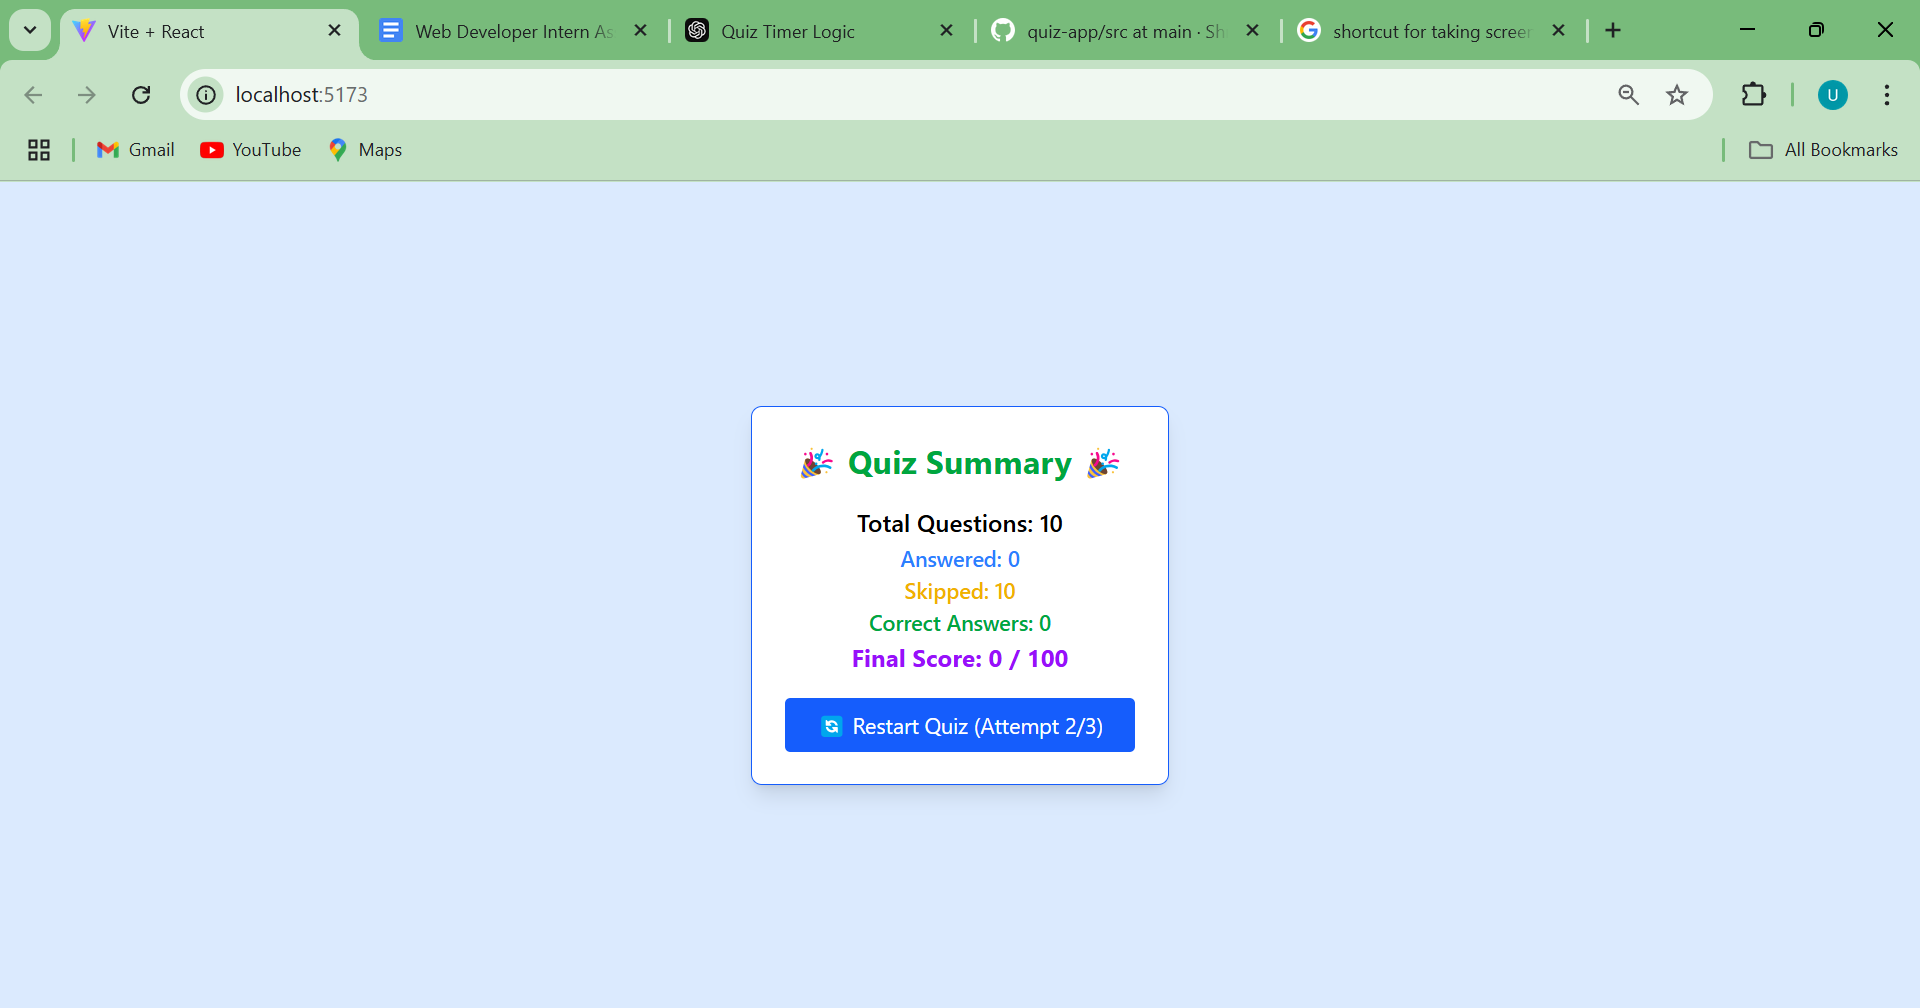 Vite + React
Web Developer Intern As
Quiz Timer Logic
quiz-app/src at main · Sh
shortcut for taking screen
localhost:5173
U
Gmail
YouTube
Maps
All Bookmarks
🎉 Quiz Summary 🎉
Total Questions: 10
Answered: 0
Skipped: 10
Correct Answers: 0
Final Score: 0 / 100
🔄 Restart Quiz (Attempt 2/3)